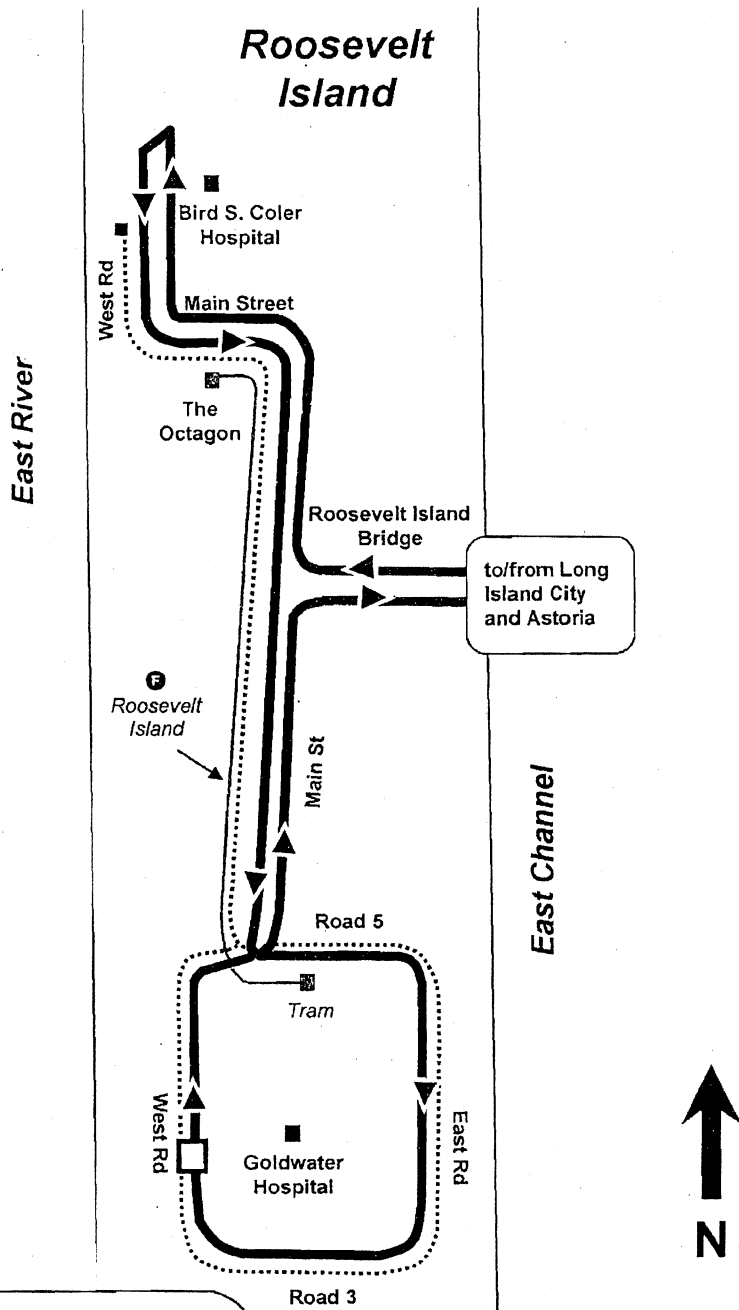 Roosevelt
Island
Bird S. Coler
Hospital
West Rd
Main Street
East River
The
Octagon
Roosevelt Island
Bridge
to/from Long
Island City
and Astoria
F
Roosevelt
Island
Main St
East Channel
Road 5
Tram
West Rd
East Rd
Goldwater
Hospital
Road 3
N